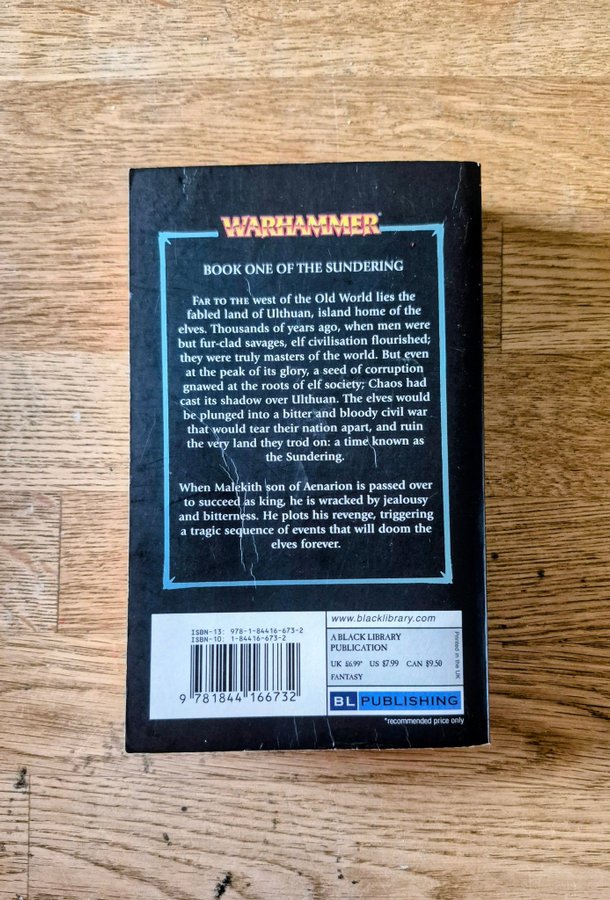 WARHAMMER
BOOK ONE OF THE SUNDERING
FAR TO THE west of the Old World lies the
fabled land of Ulthuan, island home of the
elves. Thousands of years ago, when men were
but fur-clad savages, elf civilisation flourished;
they were truly masters of the world. But even
at the peak of its glory, a seed of corruption
gnawed at the roots of elf society; Chaos had
cast its shadow over Ulthuan. The elves would
be plunged into a bitter and bloody civil war
that would tear their nation apart, and ruin
the very land they trod on: a time known as
the Sundering.
When Malekith son of Aenarion is passed over
to succeed as king, he is wracked by jealousy
and bitterness. He plots his revenge, triggering
a tragic sequence of events that will doom the
elves forever.
ISBN-13: 978-1-84416-673-2
ISBN-10: 1-84416-673-2
9 781844 166732
www.blacklibrary.com
A BLACK LIBRARY
PUBLICATION
UK £6.99* US $7.99 CAN $9.50
FANTASY
Printed in the UK
BL PUBLISHING
*recommended price only